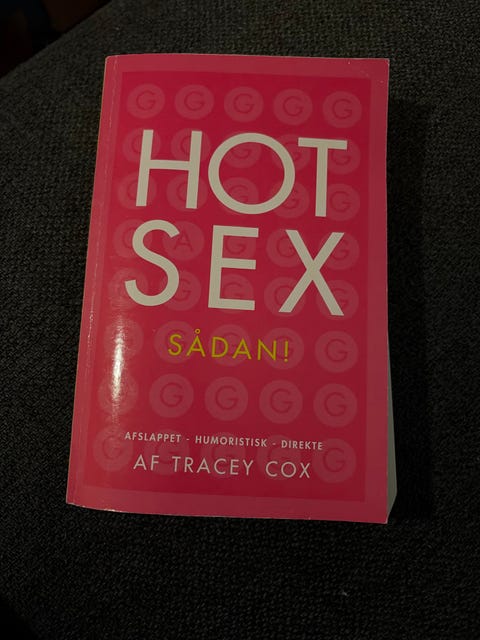 HOT
SEX
SÅDAN!
AFSLAPPET - HUMORISTISK - DIREKTE
AF TRACEY COX